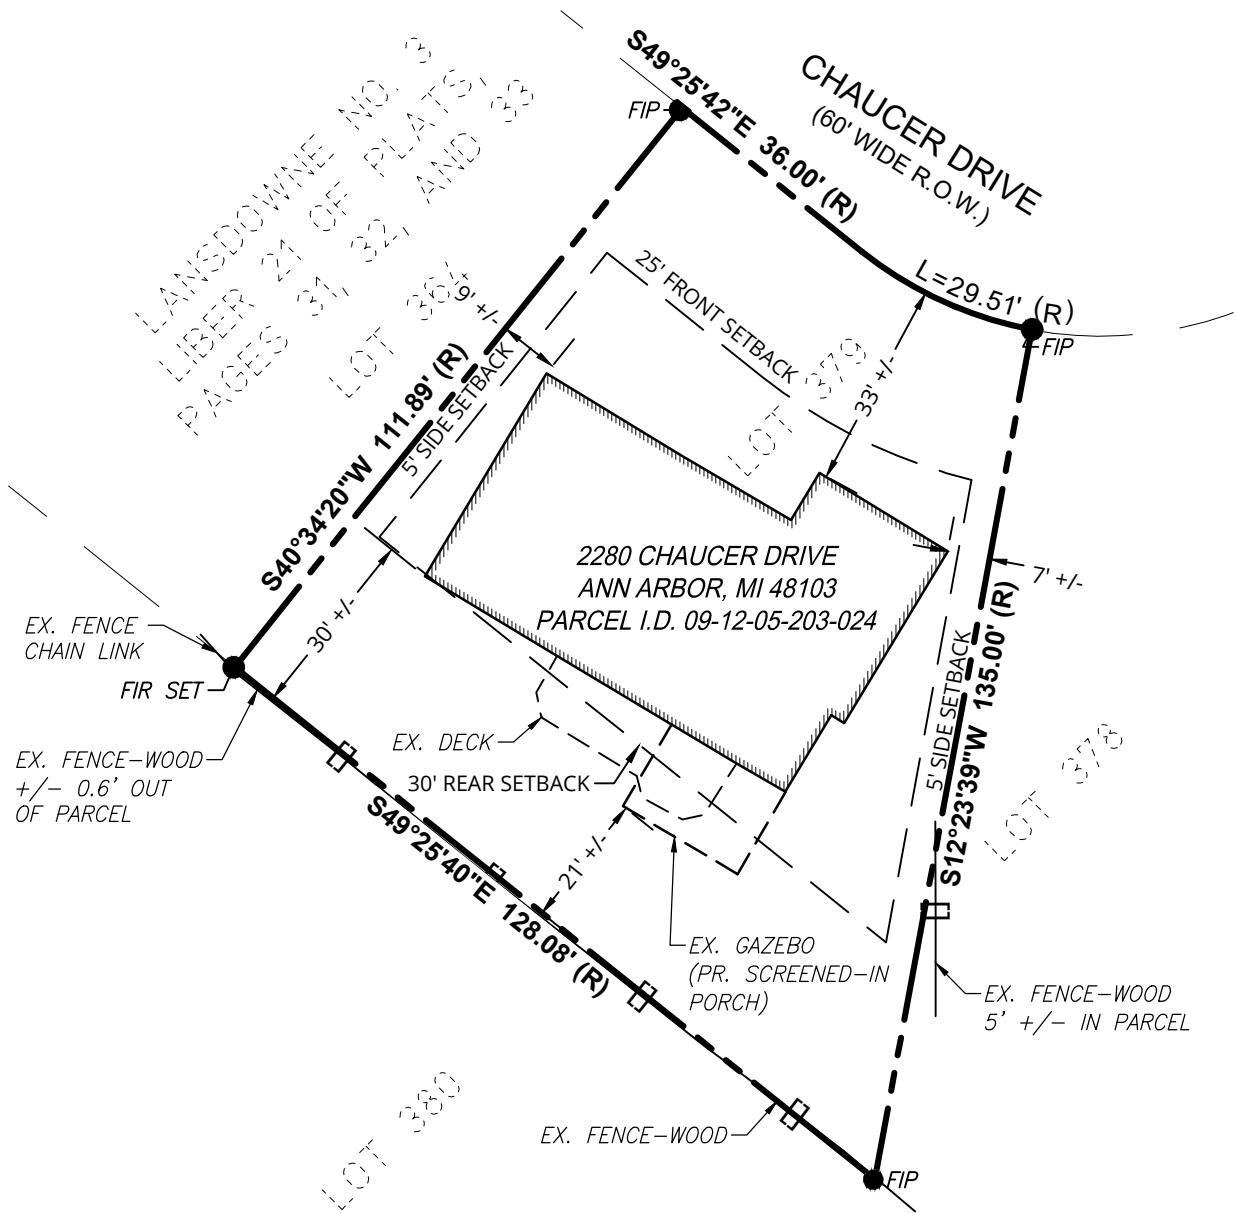 S49°25'42"E 36.00' (R)
CHAUCER DRIVE
(60' WIDE R.O.W.)
FIP
LANSDOWNE NO. 3
LIBER 21 OF PLATS,
PAGES 31, 32, AND 33
LOT 364
9' +/-
25' FRONT SETBACK
L=29.51' (R)
FIP
LOT 379
33' +/-
S40°34'20"W 111.89' (R)
5' SIDE SETBACK
2280 CHAUCER DRIVE
ANN ARBOR, MI 48103
PARCEL I.D. 09-12-05-203-024
7' +/-
EX. FENCE
CHAIN LINK
30' +/-
FIR SET
5' SIDE SETBACK
S12°23'39"W 135.00' (R)
EX. DECK
30' REAR SETBACK
EX. FENCE-WOOD
+/- 0.6' OUT
OF PARCEL
LOT 378
21' +/-
S49°25'40"E 128.08' (R)
EX. GAZEBO
(PR. SCREENED-IN
PORCH)
EX. FENCE-WOOD
5' +/- IN PARCEL
LOT 380
EX. FENCE-WOOD
FIP